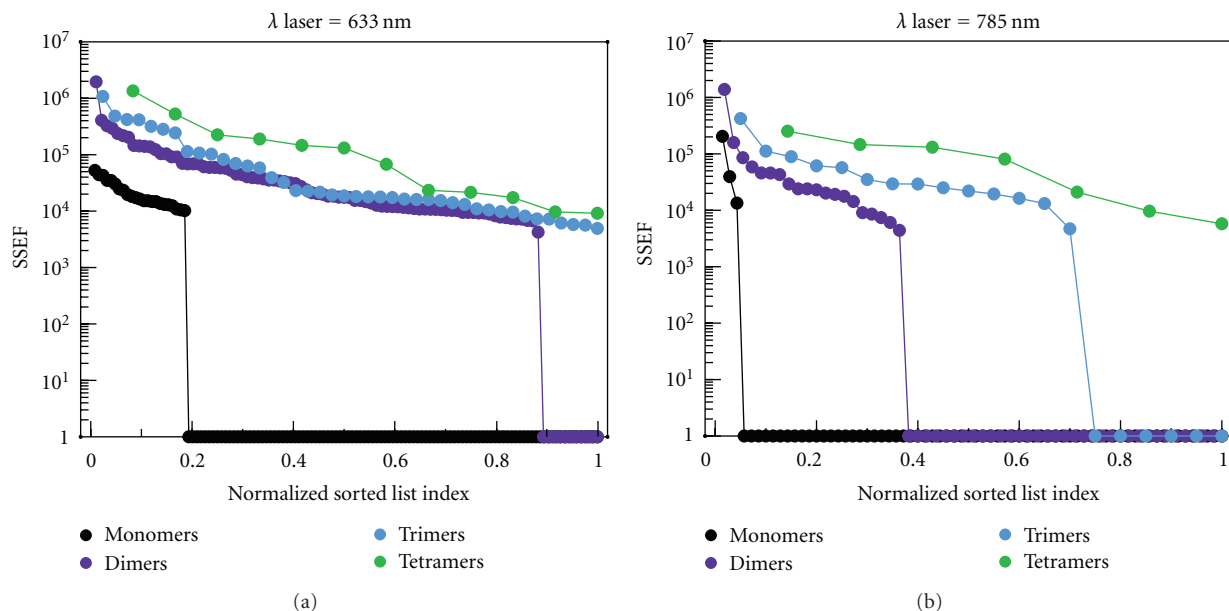 λ laser = 633 nm
10^7
10^6
10^5
10^4
10^3
10^2
10^1
1
SSEF
0 0.2 0.4 0.6 0.8 1
Normalized sorted list index
Monomers Trimers
Dimers Tetramers
(a)
λ laser = 785 nm
10^7
10^6
10^5
10^4
10^3
10^2
10^1
1
SSEF
0 0.2 0.4 0.6 0.8 1
Normalized sorted list index
Monomers Trimers
Dimers Tetramers
(b)